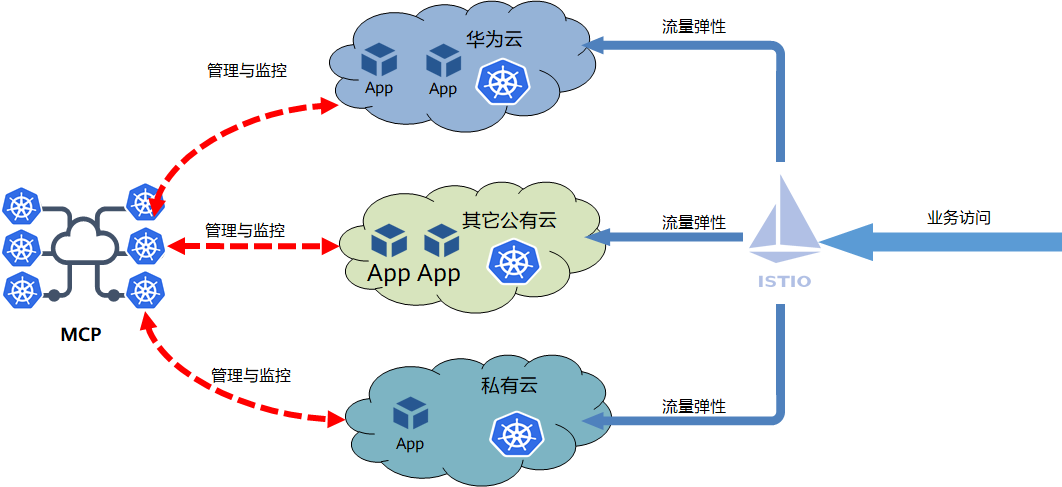 华为云
流量弹性
管理与监控
App
App
其它公有云
流量弹性
业务访问
管理与监控
App App
ISTIO
MCP
管理与监控
私有云
流量弹性
App